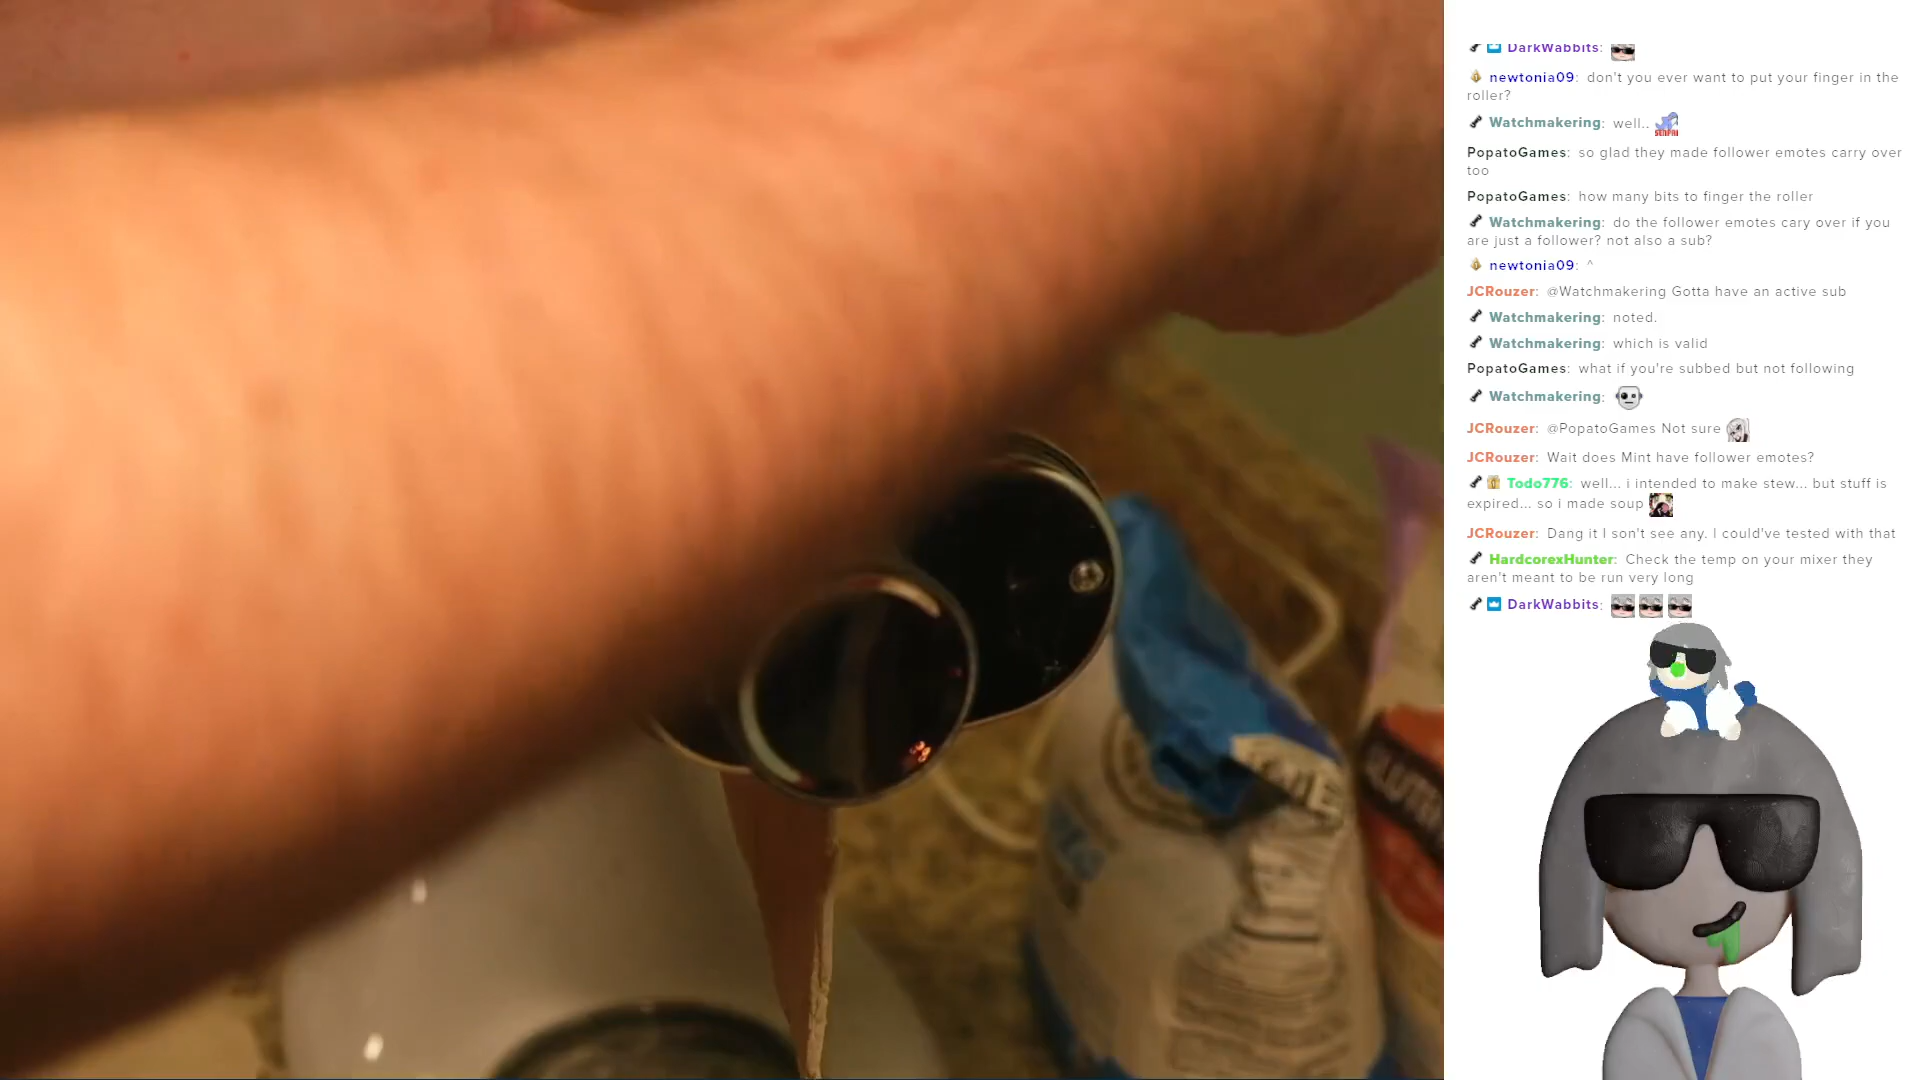 DarkWabbits:
newtonia09: don't you ever want to put your finger in the
roller?
Watchmakering: well..
PopatoGames: so glad they made follower emotes carry over
too
PopatoGames: how many bits to finger the roller
Watchmakering: do the follower emotes cary over if you
are just a follower? not also a sub?
newtonia09: ^
JCRouzer: @Watchmakering Gotta have an active sub
Watchmakering: noted.
Watchmakering: which is valid
PopatoGames: what if you're subbed but not following
Watchmakering:
JCRouzer: @PopatoGames Not sure
JCRouzer: Wait does Mint have follower emotes?
Todo776: well... i intended to make stew... but stuff is
expired... so i made soup
JCRouzer: Dang it I son't see any. I could've tested with that
HardcorexHunter: Check the temp on your mixer they
aren't meant to be run very long
DarkWabbits: